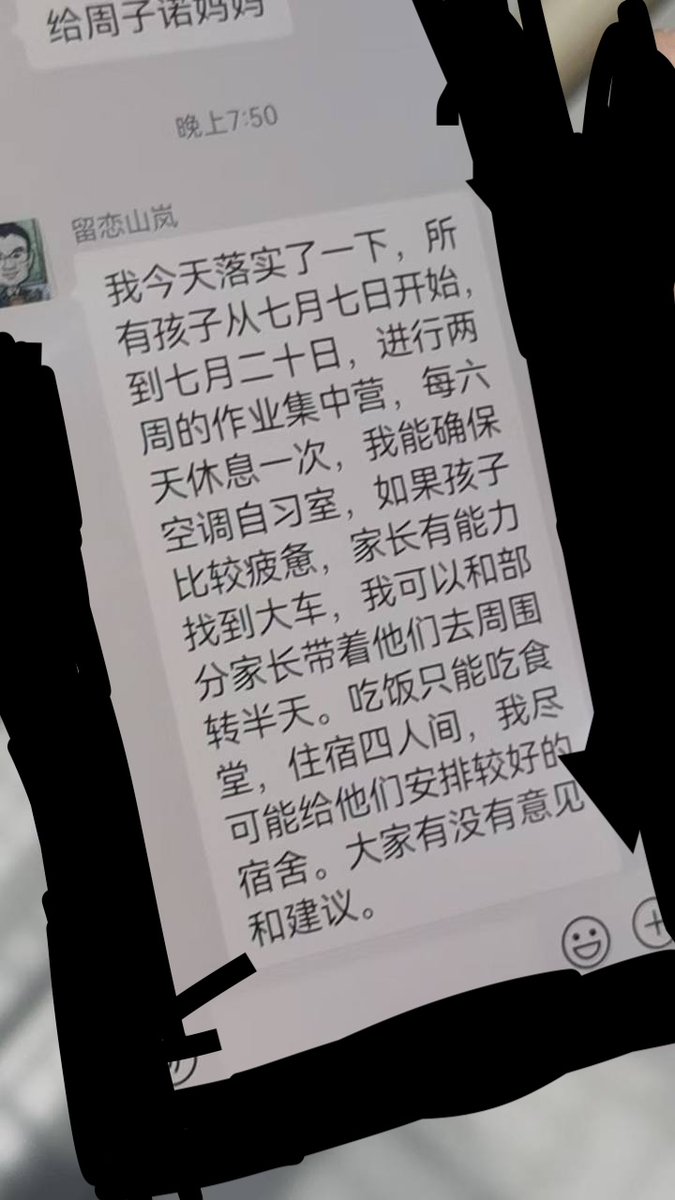 给周子诺妈妈
晚上7:50
留恋山岚
我今天落实了一下，所
有孩子从七月七日开始，
到七月二十日，进行两
周的作业集中营，每六
天休息一次，我能确保
空调自习室，如果孩子
比较疲惫，家长有能力
找到大车，我可以和部
分家长带着他们去周围
转半天。吃饭只能吃食
堂，住宿四人间，我尽
可能给他们安排较好的
宿舍。大家有没有意见
和建议。